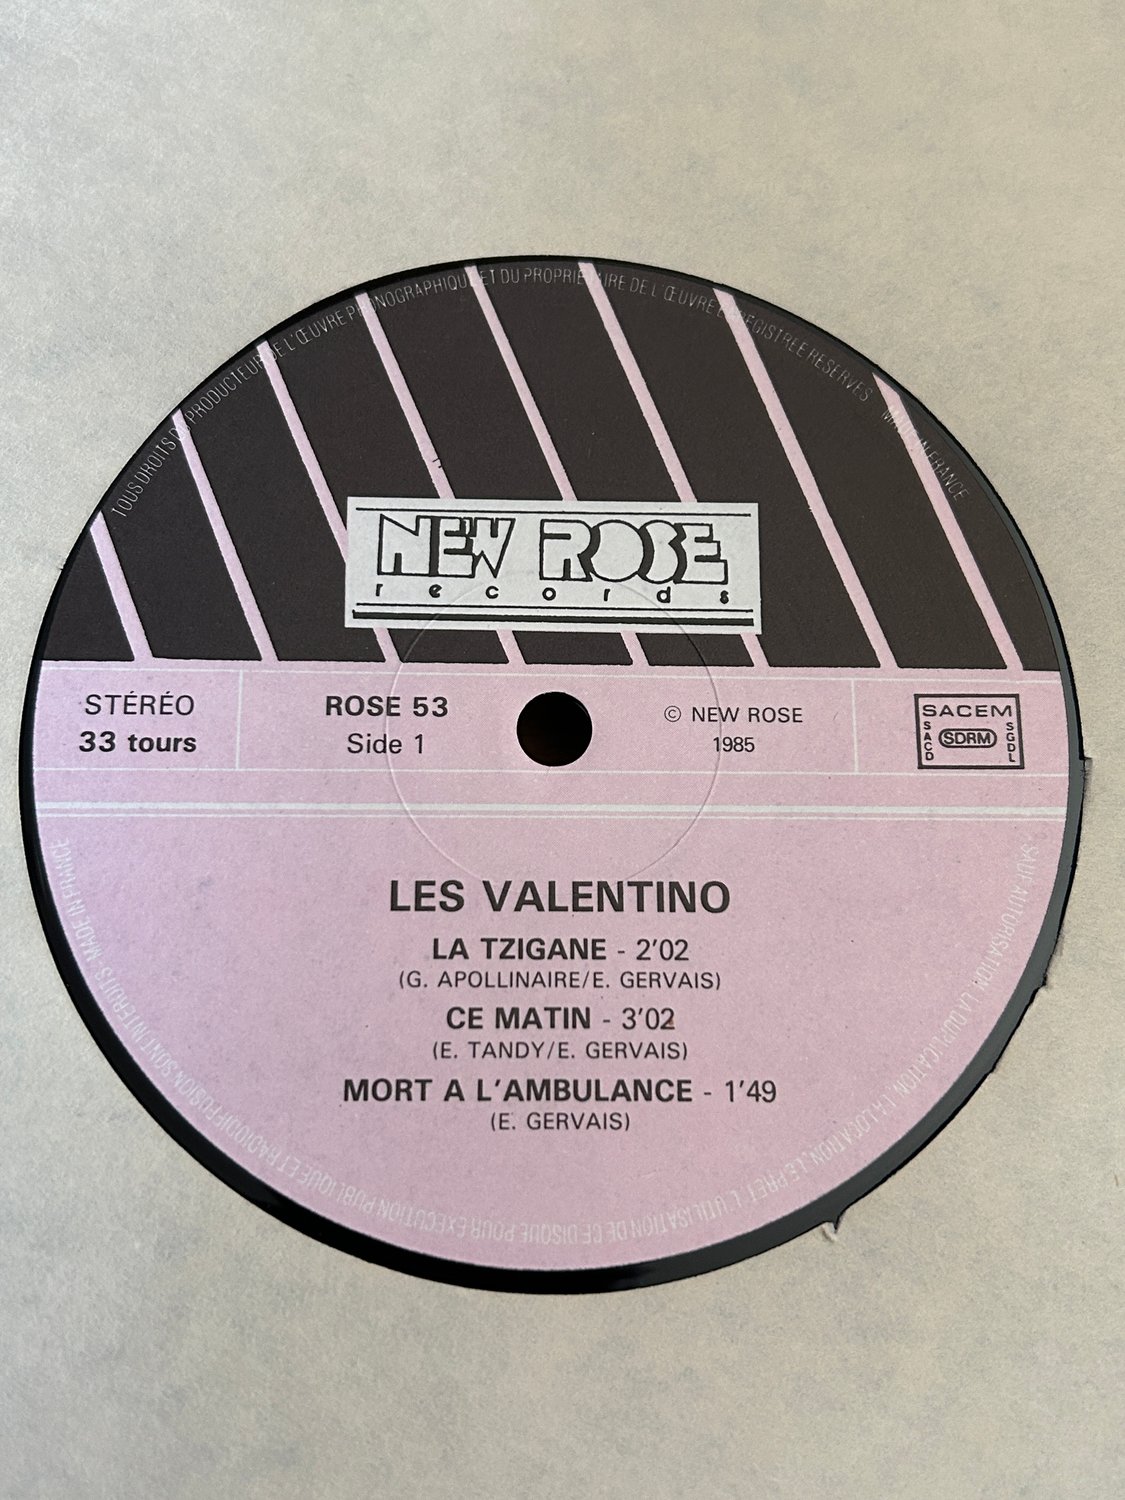 TOUS DROITS DU PRODUCTEUR DE L'ŒUVRE PHONOGRAPHIQUE ET DU PROPRIETAIRE DE L'ŒUVRE ENREGISTREE RESERVES MADE IN FRANCE
NEW ROSE
records
STÉRÉO
33 tours
ROSE 53
Side 1
© NEW ROSE
1985
SACEM
SACD
SDRM
SGDL
LES VALENTINO
LA TZIGANE - 2'02
(G. APOLLINAIRE/E. GERVAIS)
CE MATIN - 3'02
(E. TANDY/E. GERVAIS)
MORT A L'AMBULANCE - 1'49
(E. GERVAIS)
SAUF AUTORISATION, LA DUPLICATION, LA LOCATION, LE PRET, L'UTILISATION DE CE DISQUE POUR EXECUTION PUBLIQUE ET RADIODIFFUSION SONT INTERDITS MADE IN FRANCE